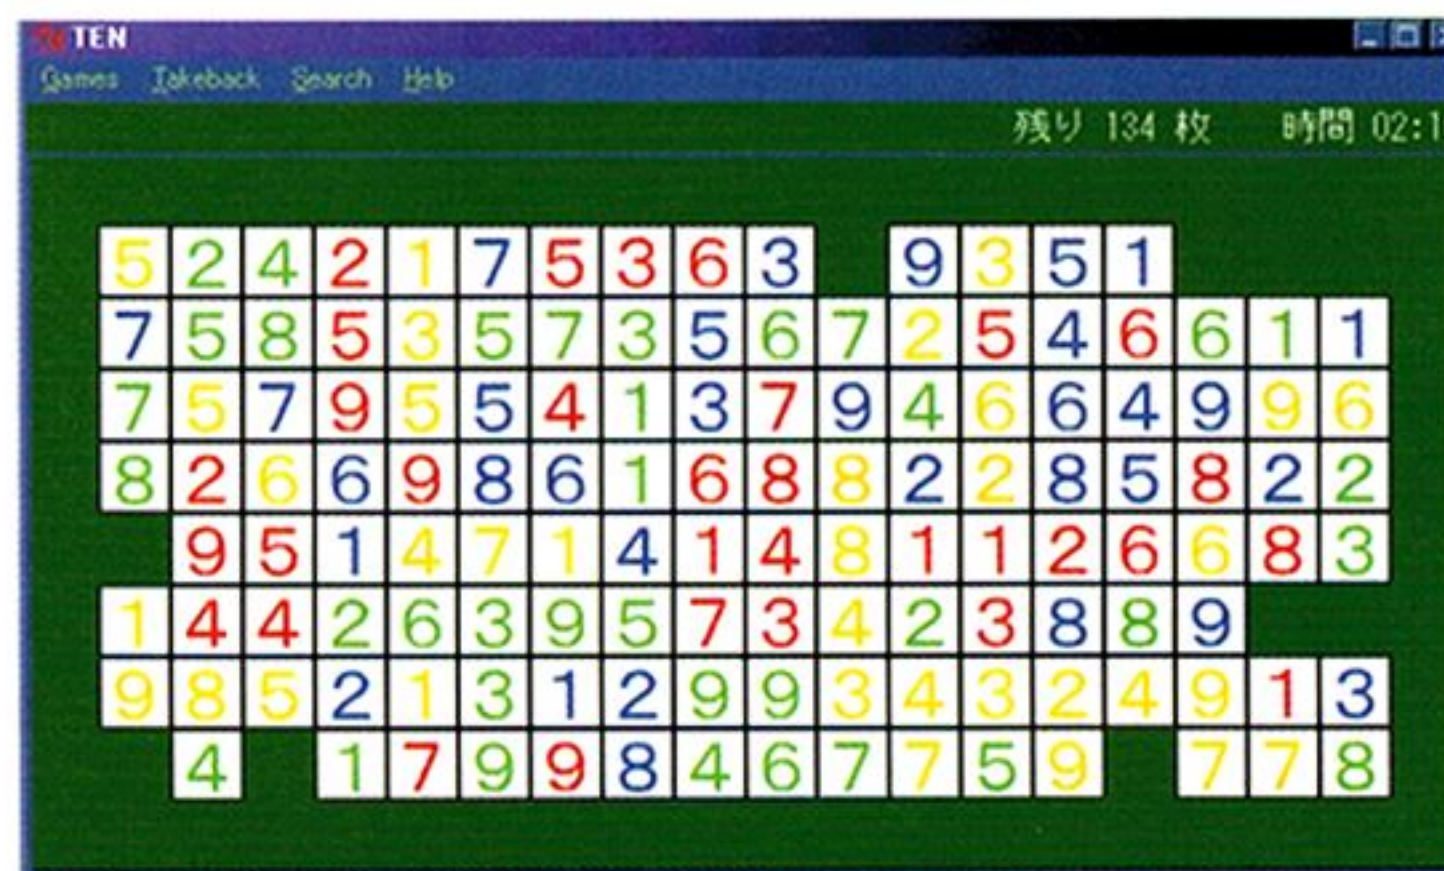 TEN
Games Takeback Search Help
残り 134 枚 時間 02:1
5 2 4 2 1 7 5 3 6 3 9 3 5 1
7 5 8 5 3 5 7 3 5 6 7 2 5 4 6 6 1 1
7 5 7 9 5 5 4 1 3 7 9 4 6 6 4 9 9 6
8 2 6 6 9 8 6 1 6 8 8 2 2 8 5 8 2 2
9 5 1 4 7 1 4 1 4 8 1 1 2 6 6 8 3
1 4 4 2 6 3 9 5 7 3 4 2 3 8 8 9
9 8 5 2 1 3 1 2 9 9 3 4 3 2 4 9 1 3
4 1 7 9 9 8 4 6 7 7 5 9 7 7 8